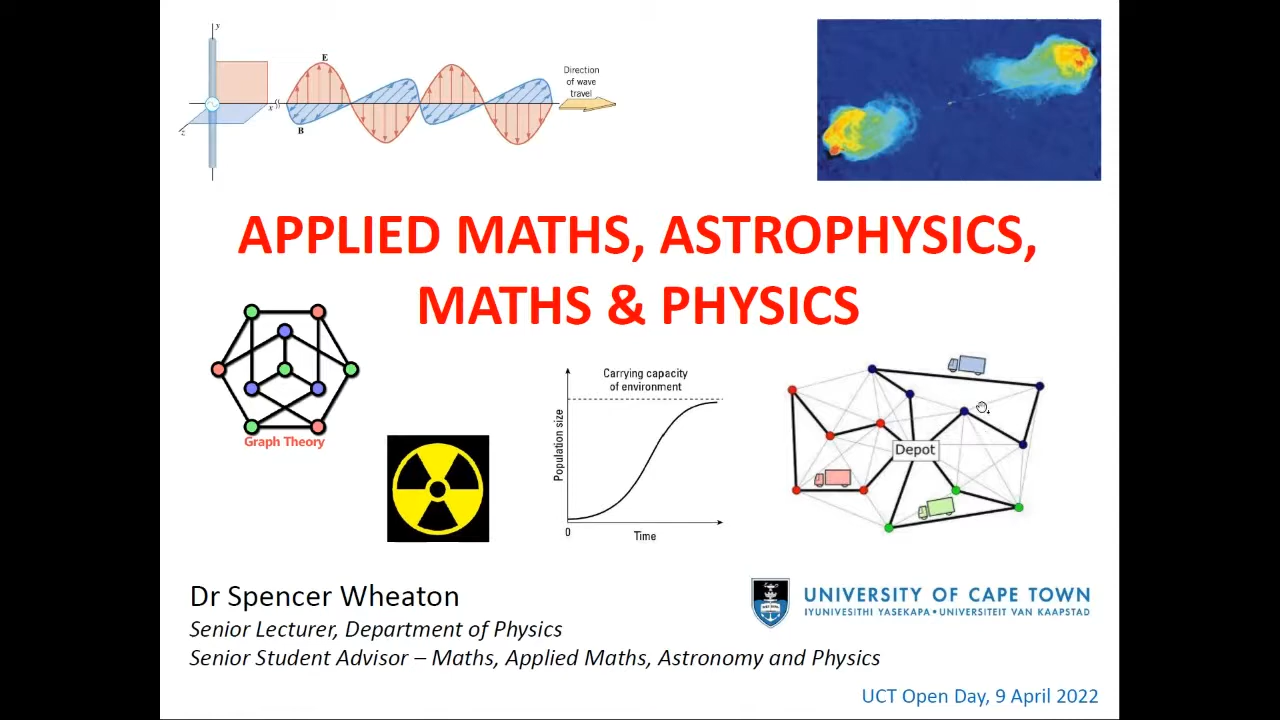 y
E
Direction
of wave
travel
x
z
B
APPLIED MATHS, ASTROPHYSICS,
MATHS & PHYSICS
Graph Theory
Carrying capacity
of environment
Population size
0
Time
Depot
Dr Spencer Wheaton
Senior Lecturer, Department of Physics
Senior Student Advisor – Maths, Applied Maths, Astronomy and Physics
UNIVERSITY OF CAPE TOWN
IYUNIVESITHI YASEKAPA • UNIVERSITEIT VAN KAAPSTAD
UCT Open Day, 9 April 2022